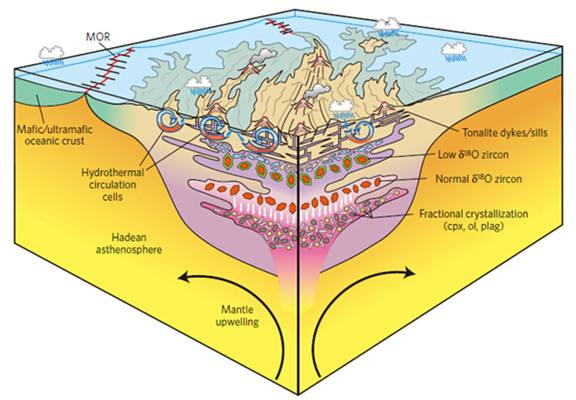 MOR
Mafic/ultramafic
oceanic crust
Hydrothermal
circulation
cells
Tonalite dykes/sills
Low δ¹⁸O zircon
Normal δ¹⁸O zircon
Fractional crystallization
(cpx, ol, plag)
Hadean
asthenosphere
Mantle
upwelling